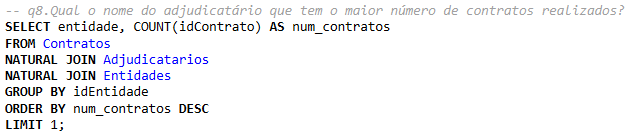 -- q8.Qual o nome do adjudicatário que tem o maior número de contratos realizados?
SELECT entidade, COUNT(idContrato) AS num_contratos
FROM Contratos
NATURAL JOIN Adjudicatarios
NATURAL JOIN Entidades
GROUP BY idEntidade
ORDER BY num_contratos DESC
LIMIT 1;